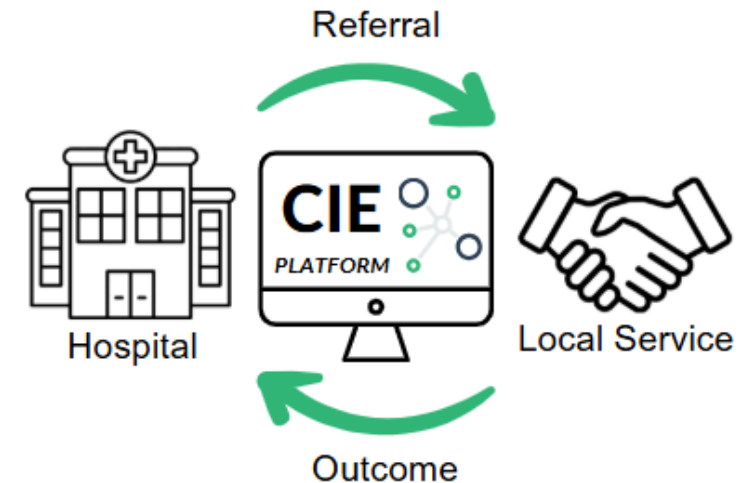 Referral
CIE
PLATFORM
Hospital
Local Service
Outcome